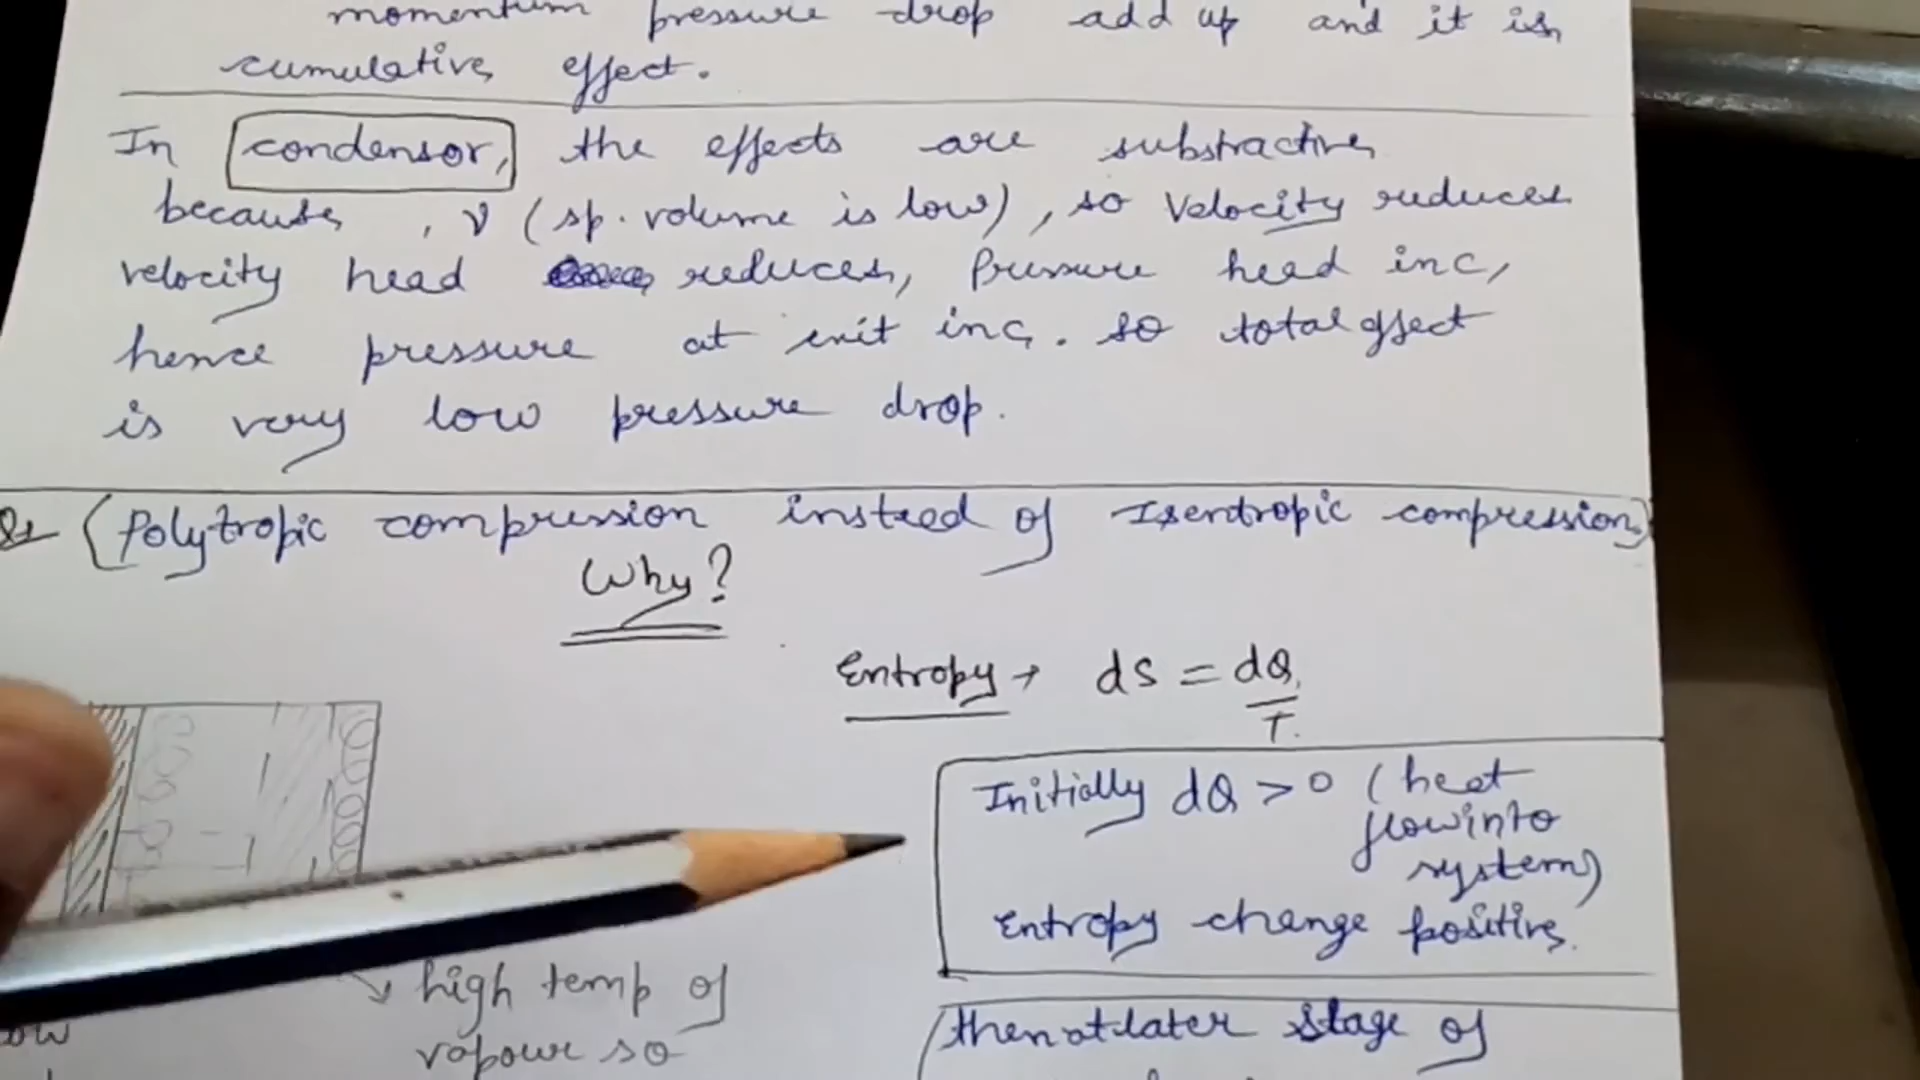 momentum pressure drop add up and it is
cumulative effect.
In condensor, the effects are substractive
because, v (sp. volume is low), so Velocity reduces
velocity head reduces, Pressure head inc,
hence pressure at exit inc. so total effect
is very low pressure drop.
(Polytropic compression instead of Isentropic compression)
Why?
Entropy → dS = dQ
T.
Initially dQ > 0 (heat
flow into
system)
Entropy change positive.
high temp of
vapour so
then at later stage of